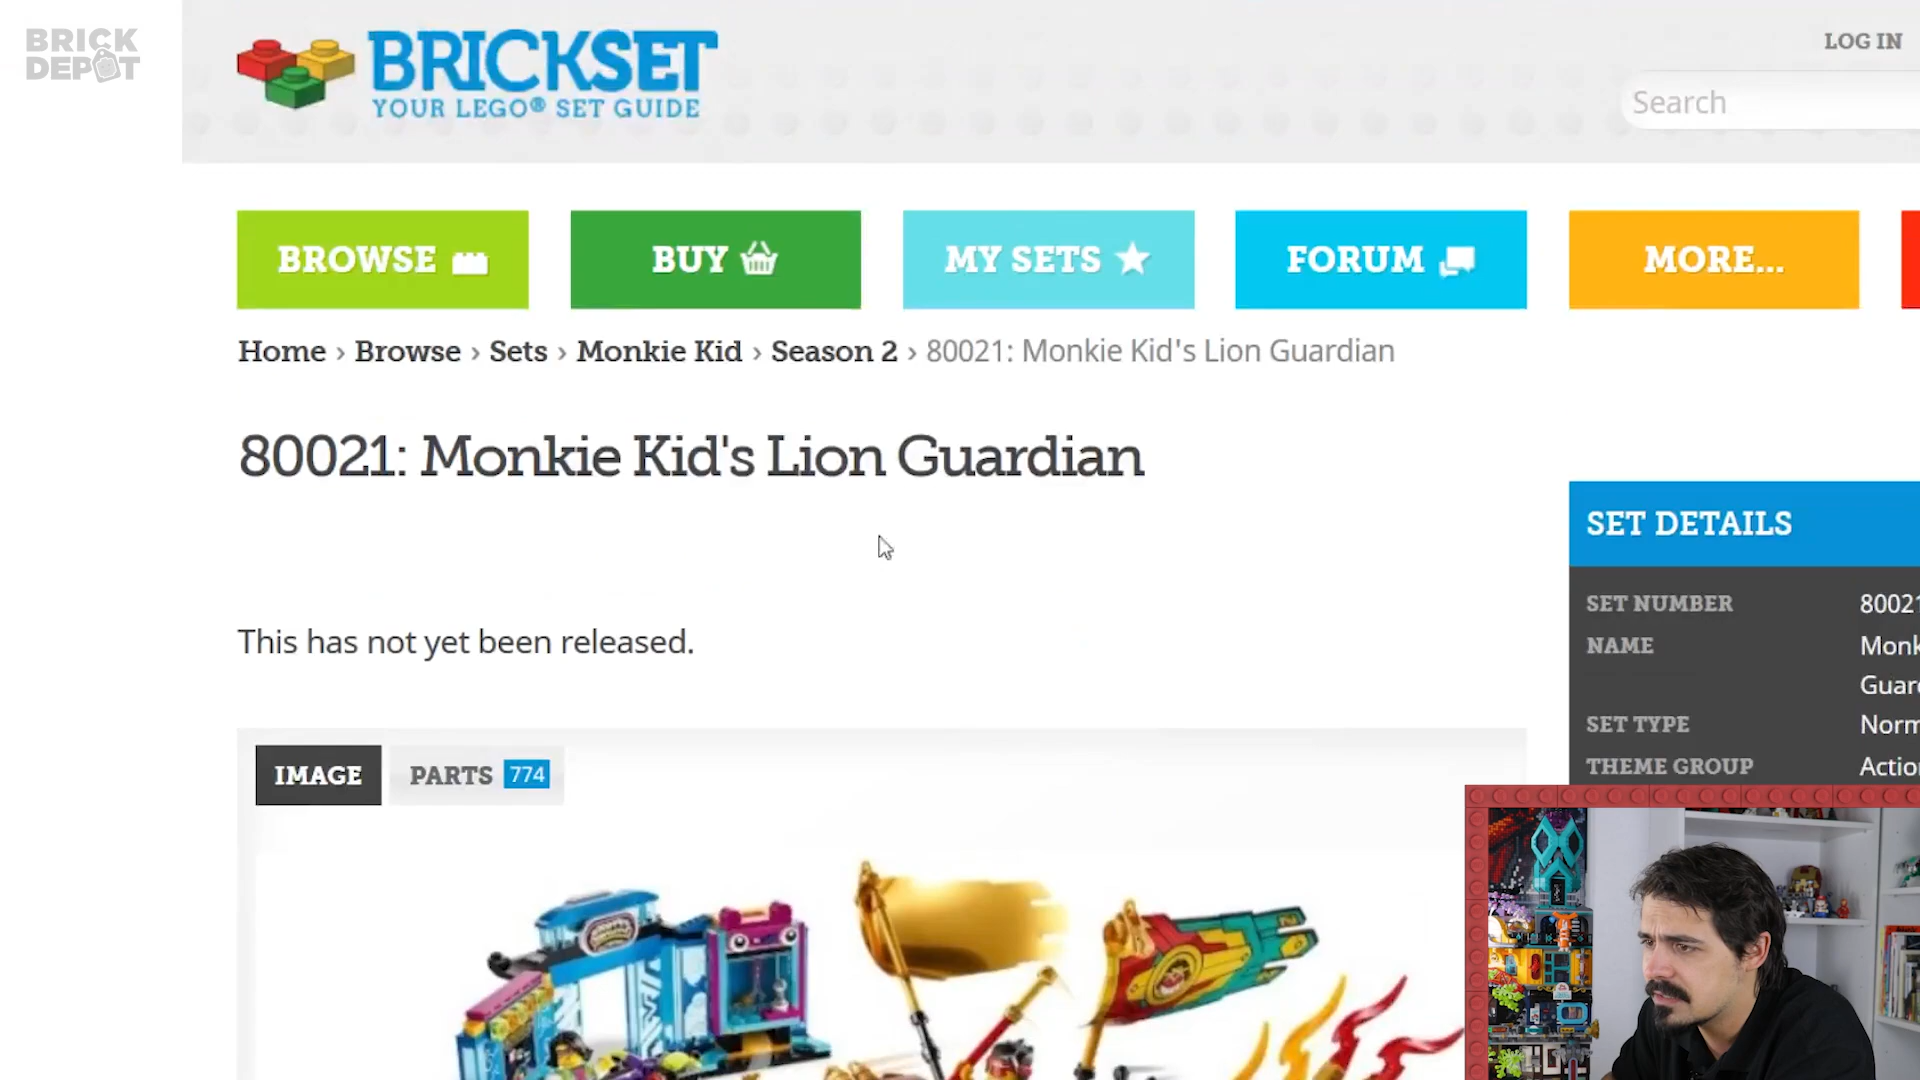 BRICK
DEPOT
BRICKSET
YOUR LEGO® SET GUIDE
LOG IN
Search
BROWSE
BUY
MY SETS
FORUM
MORE...
Home › Browse › Sets › Monkie Kid › Season 2 › 80021: Monkie Kid's Lion Guardian
80021: Monkie Kid's Lion Guardian
SET DETAILS
SET NUMBER 80021
NAME
SET TYPE
THEME GROUP
This has not yet been released.
IMAGE
PARTS 774